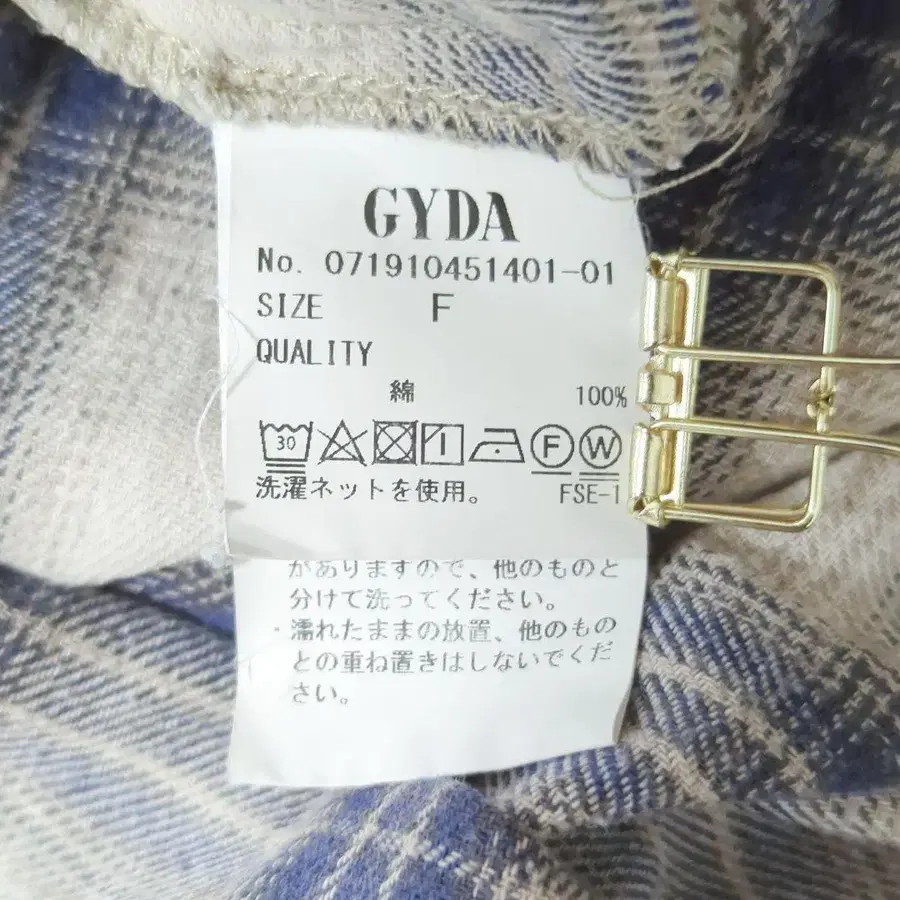 GYDA
No. 071910451401-01
SIZE F
QUALITY
綿 100%
30 F W
洗濯ネットを使用。 FSE-1
がありますので、他のものと
分けて洗ってください。
・濡れたままの放置、他のもの
との重ね置きはしないでくだ
さい。